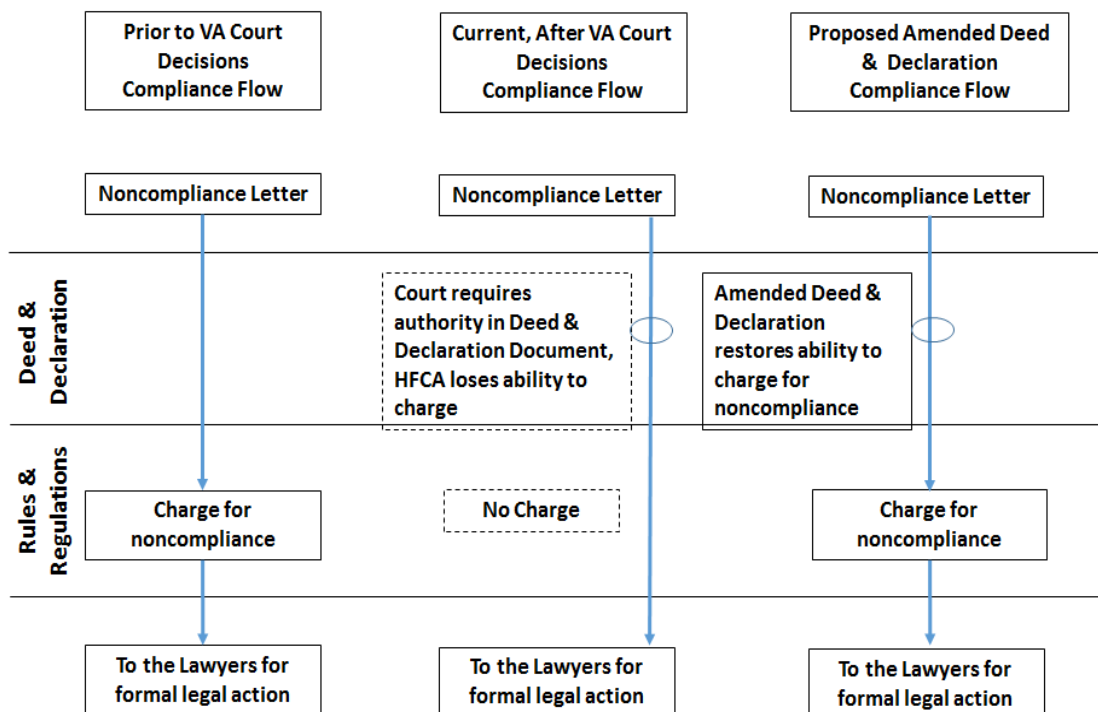 Prior to VA Court
Decisions
Compliance Flow
Current, After VA Court
Decisions
Compliance Flow
Proposed Amended Deed
& Declaration
Compliance Flow
Noncompliance Letter
Noncompliance Letter
Noncompliance Letter
Deed &
Declaration
Court requires
authority in Deed &
Declaration Document,
HFCA loses ability to
charge
Amended Deed &
Declaration
restores ability to
charge for
noncompliance
Rules &
Regulations
Charge for
noncompliance
No Charge
Charge for
noncompliance
To the Lawyers for
formal legal action
To the Lawyers for
formal legal action
To the Lawyers for
formal legal action